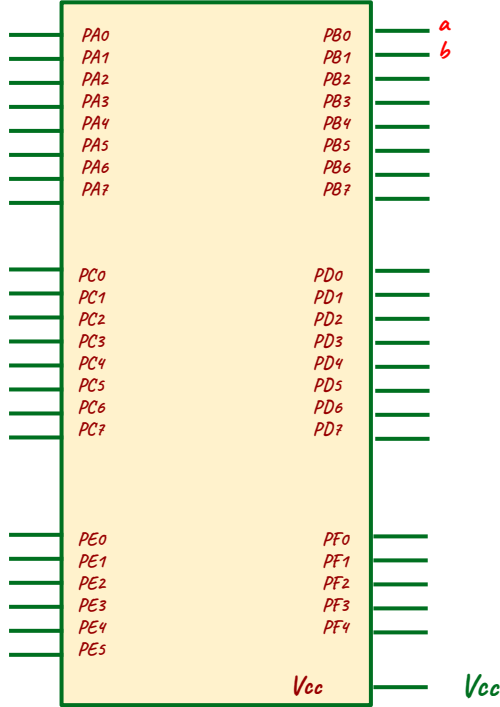 PA0 PB0 a
PA1 PB1 b
PA2 PB2
PA3 PB3
PA4 PB4
PA5 PB5
PA6 PB6
PA7 PB7
PC0 PD0
PC1 PD1
PC2 PD2
PC3 PD3
PC4 PD4
PC5 PD5
PC6 PD6
PC7 PD7
PE0 PF0
PE1 PF1
PE2 PF2
PE3 PF3
PE4 PF4
PE5
Vcc Vcc